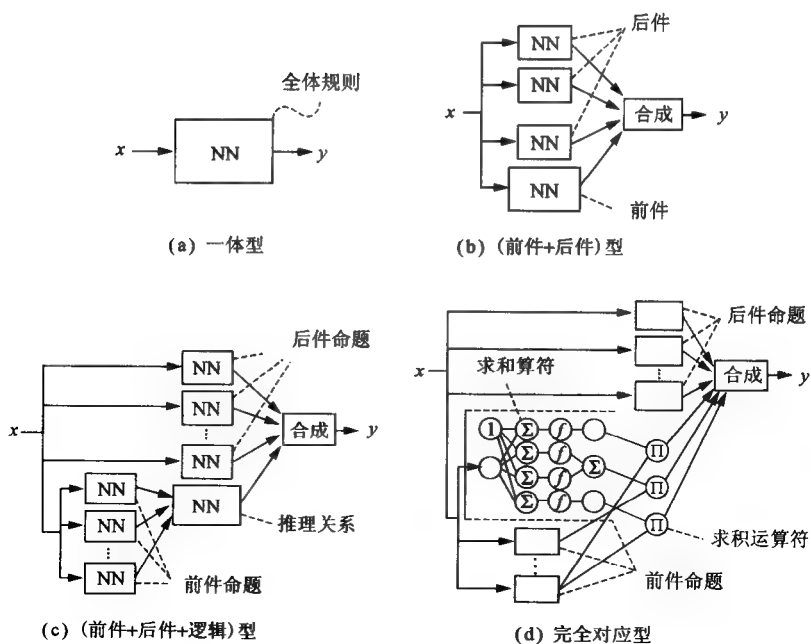 全体规则
x
NN
y
(a) 一体型
后件
NN
NN
x
合成
y
NN
NN
前件
(b) (前件+后件)型
后件命题
NN
NN
x
合成
y
NN
NN
NN
NN
推理关系
NN
前件命题
(c) (前件+后件+逻辑)型
后件命题
x
求和算符
合成
y
1 Σ f
Σ f Σ Π
Σ f Π
Σ f Π
求积运算符
前件命题
(d) 完全对应型